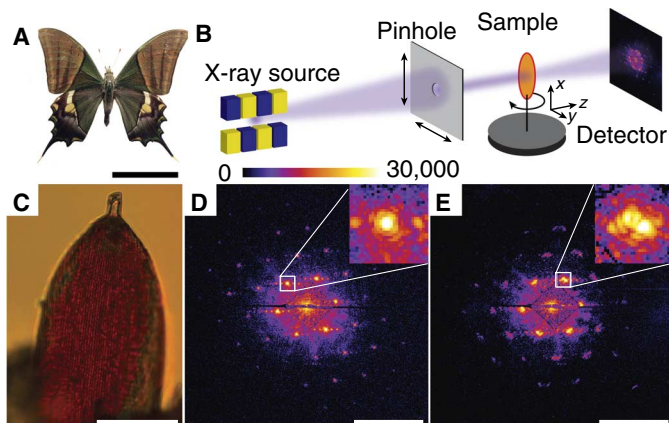 A
B
X-ray source
Pinhole
Sample
x
z
y
Detector
0 30,000
C
D
E